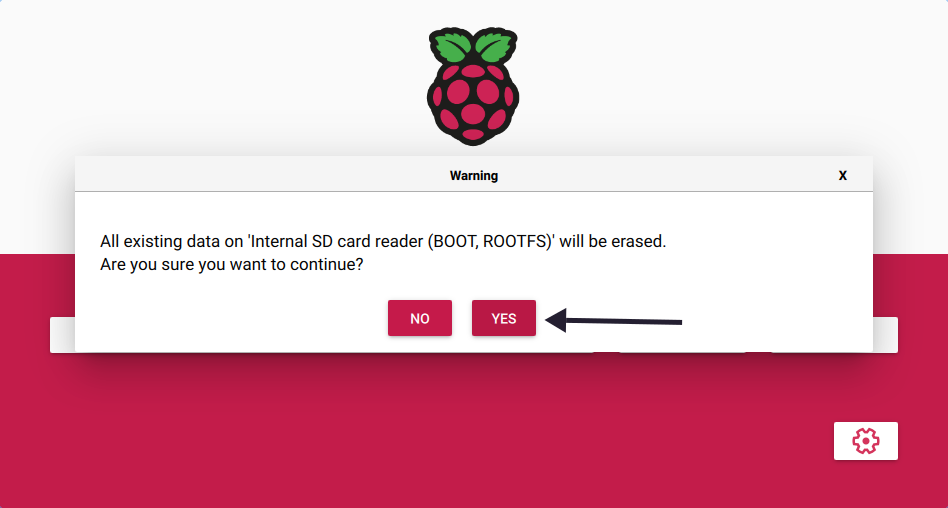 Warning
X
All existing data on 'Internal SD card reader (BOOT, ROOTFS)' will be erased.
Are you sure you want to continue?
NO
YES